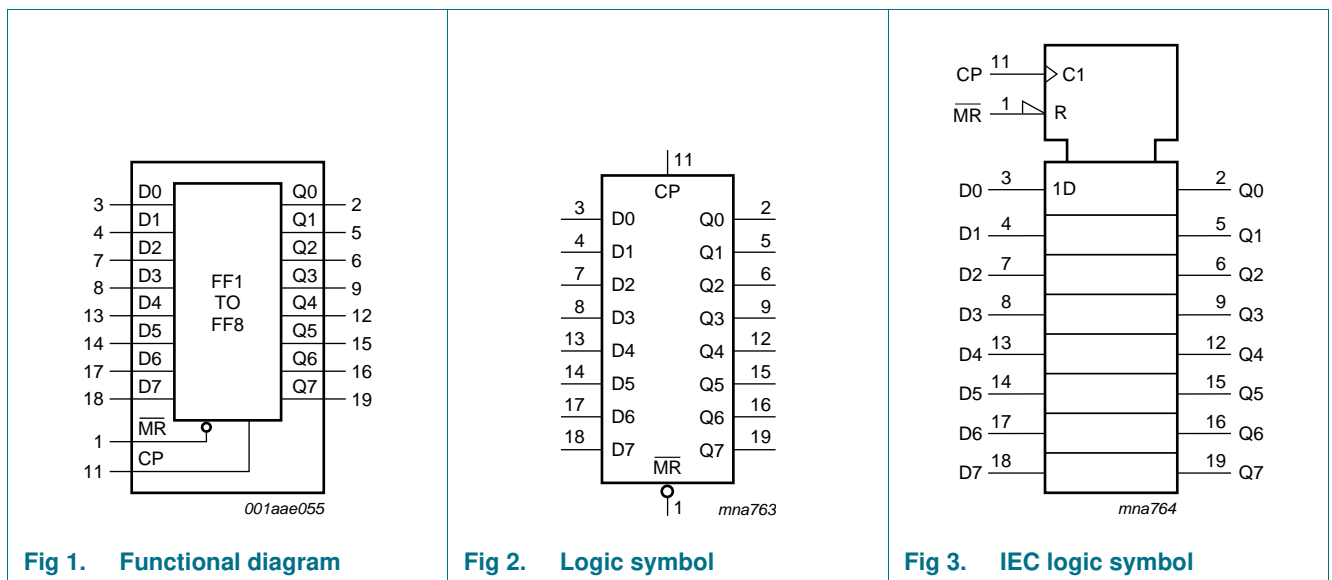 D0 Q0
3 2
D1 Q1
4 5
D2 Q2
7 6
D3 Q3
8 9
D4 Q4
13 12
D5 Q5
14 15
D6 Q6
17 16
D7 Q7
18 19
FF1
TO
FF8
MR
1
CP
11
001aae055
Fig 1. Functional diagram
11
CP
3 D0 Q0 2
4 D1 Q1 5
7 D2 Q2 6
8 D3 Q3 9
13 D4 Q4 12
14 D5 Q5 15
17 D6 Q6 16
18 D7 Q7 19
MR
1
mna763
Fig 2. Logic symbol
CP 11 C1
MR 1 R
D0 3 1D 2 Q0
D1 4 5 Q1
D2 7 6 Q2
D3 8 9 Q3
D4 13 12 Q4
D5 14 15 Q5
D6 17 16 Q6
D7 18 19 Q7
mna764
Fig 3. IEC logic symbol